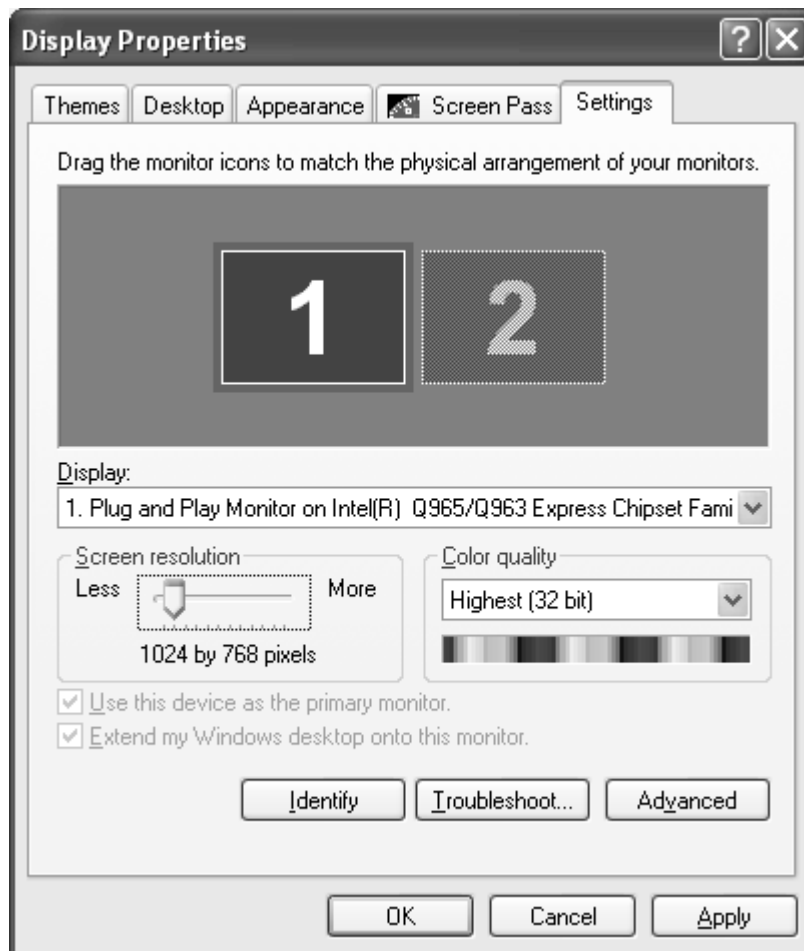 Display Properties
Themes Desktop Appearance Screen Pass Settings
Drag the monitor icons to match the physical arrangement of your monitors.
1 2
Display:
1. Plug and Play Monitor on Intel(R) Q965/Q963 Express Chipset Fami
Screen resolution
Less More
1024 by 768 pixels
Color quality
Highest (32 bit)
Use this device as the primary monitor.
Extend my Windows desktop onto this monitor.
Identify Troubleshoot... Advanced
OK Cancel Apply